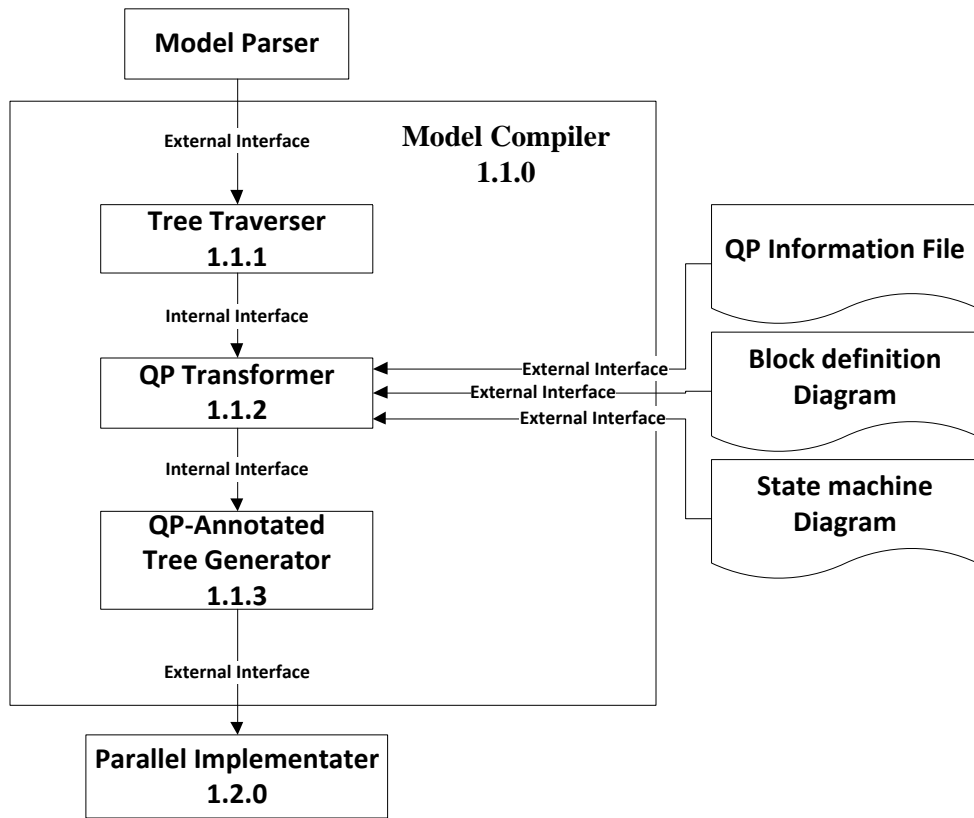 Model Parser
External Interface
Model Compiler
1.1.0
Tree Traverser
1.1.1
QP Information File
Internal Interface
QP Transformer
1.1.2
External Interface
External Interface
External Interface
Block definition
Diagram
Internal Interface
State machine
Diagram
QP-Annotated
Tree Generator
1.1.3
External Interface
Parallel Implementater
1.2.0